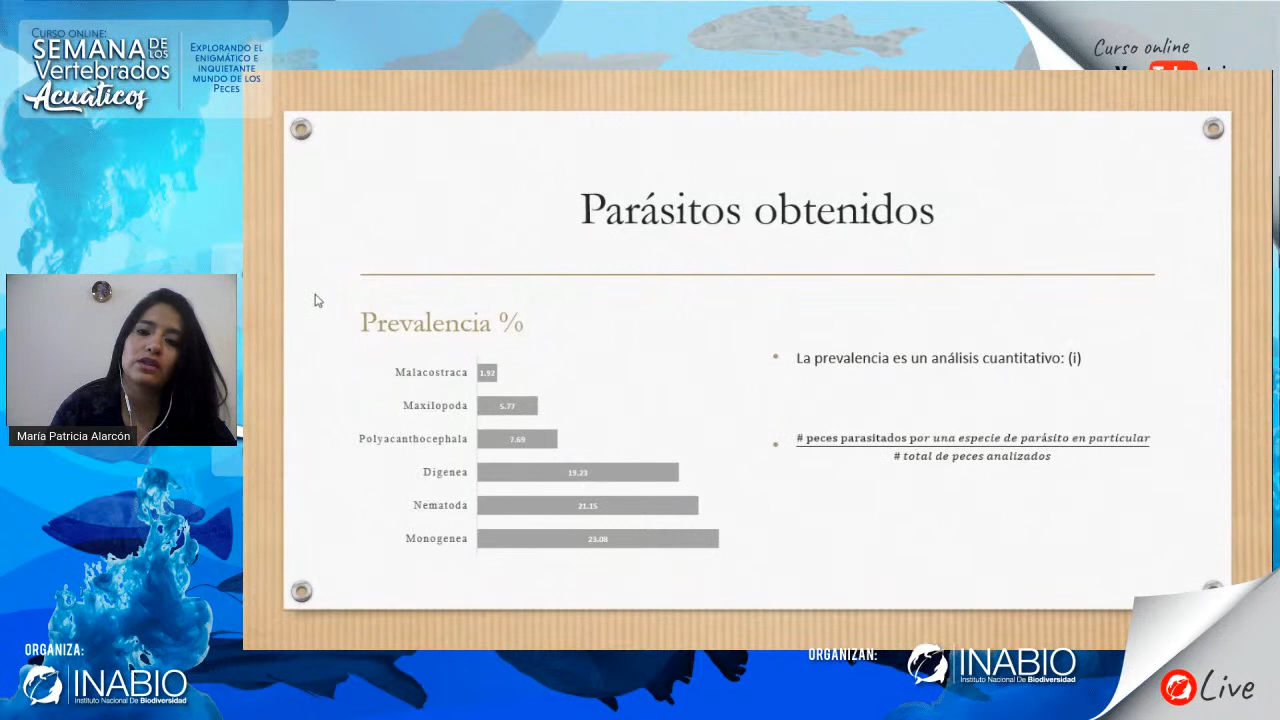 CURSO ONLINE:
SEMANA DE LOS
Vertebrados
Acuáticos
EXPLORANDO EL
ENIGMÁTICO E
INQUIETANTE
MUNDO DE LOS
PECES
Curso online
Parásitos obtenidos
Prevalencia %
Malacostraca 1.92
Maxilopoda 5.77
Polyacanthocephala 7.69
Digenea 19.23
Nematoda 21.15
Monogenea 23.08
• La prevalencia es un análisis cuantitativo: (i)
• # peces parasitados por una especie de parásito en particular
# total de peces analizados
María Patricia Alarcón
ORGANIZA:
INABIO
Instituto Nacional De Biodiversidad
ORGANIZAN:
INABIO
Instituto Nacional De Biodiversidad
Live